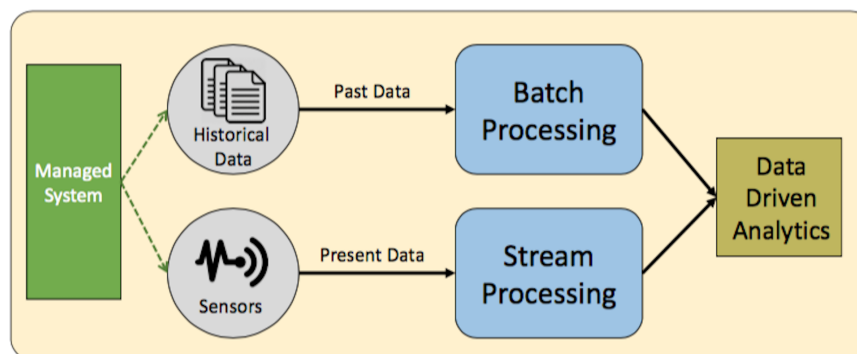 Managed
System
Historical
Data
Past Data
Batch
Processing
Sensors
Present Data
Stream
Processing
Data
Driven
Analytics